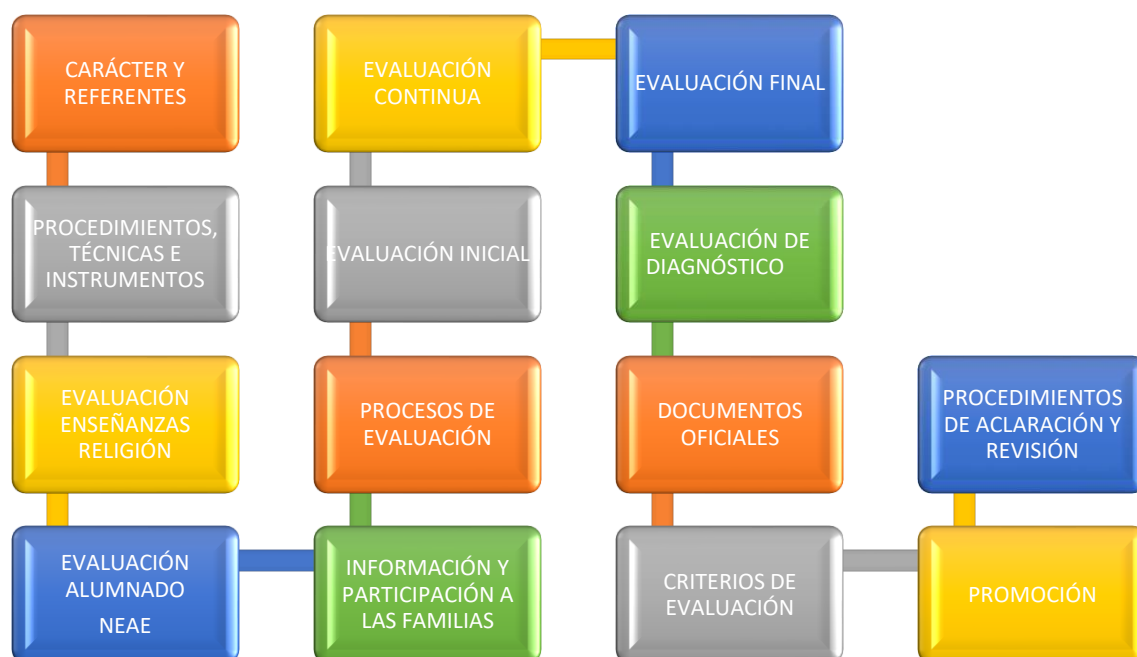 CARÁCTER Y
REFERENTES
PROCEDIMIENTOS,
TÉCNICAS E
INSTRUMENTOS
EVALUACIÓN
ENSEÑANZAS
RELIGIÓN
EVALUACIÓN
ALUMNADO
NEAE
INFORMACIÓN Y
PARTICIPACIÓN A
LAS FAMILIAS
PROCESOS DE
EVALUACIÓN
EVALUACIÓN INICIAL
EVALUACIÓN
CONTINUA
EVALUACIÓN FINAL
EVALUACIÓN DE
DIAGNÓSTICO
DOCUMENTOS
OFICIALES
CRITERIOS DE
EVALUACIÓN
PROMOCIÓN
PROCEDIMIENTOS
DE ACLARACIÓN Y
REVISIÓN